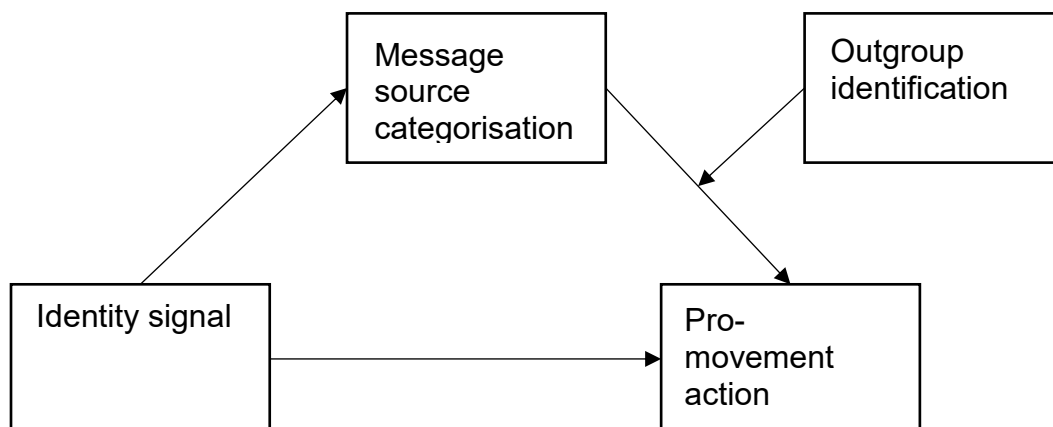 Message
source
categorisation
Outgroup
identification
Identity signal
Pro-
movement
action